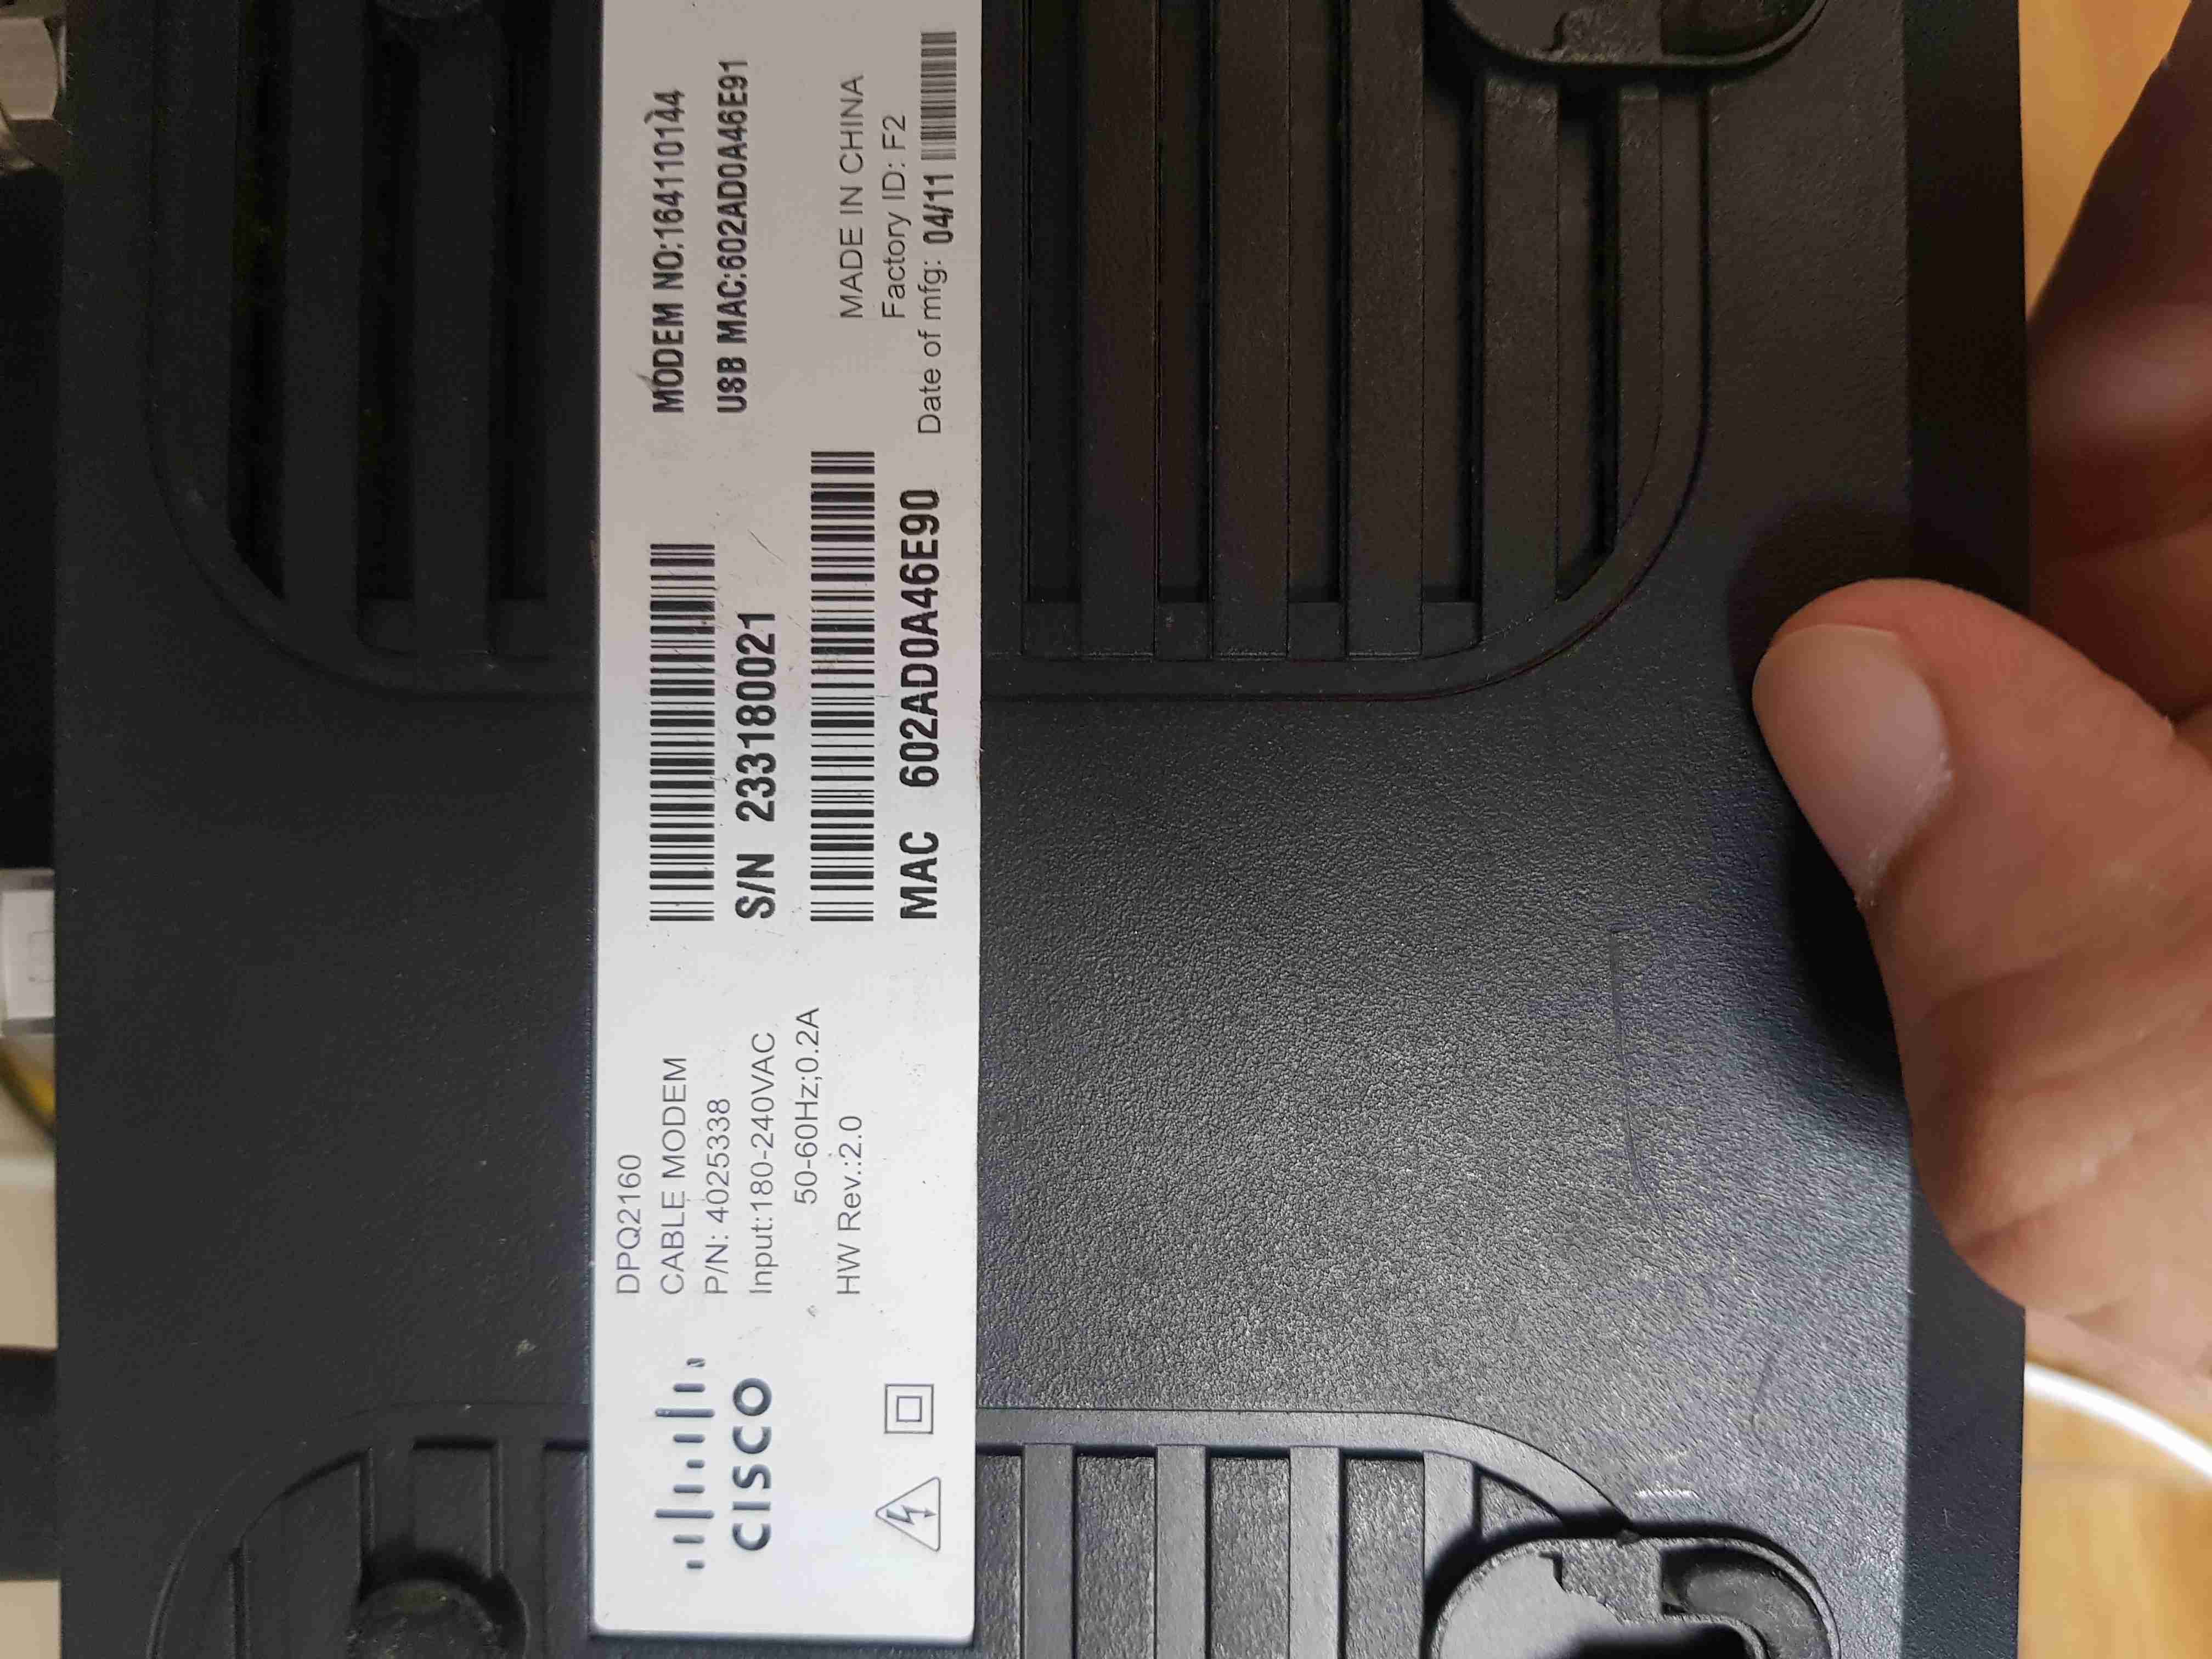 CISCO
DPQ2160
CABLE MODEM
P/N: 4025338
Input:180-240VAC
50-60Hz;0.2A
HW Rev.:2.0
S/N 233180021
MAC 602AD0A46E90
MODEM NO:1641110144
USB MAC:602AD0A46E91
MADE IN CHINA
Factory ID: F2
Date of mfg: 04/11